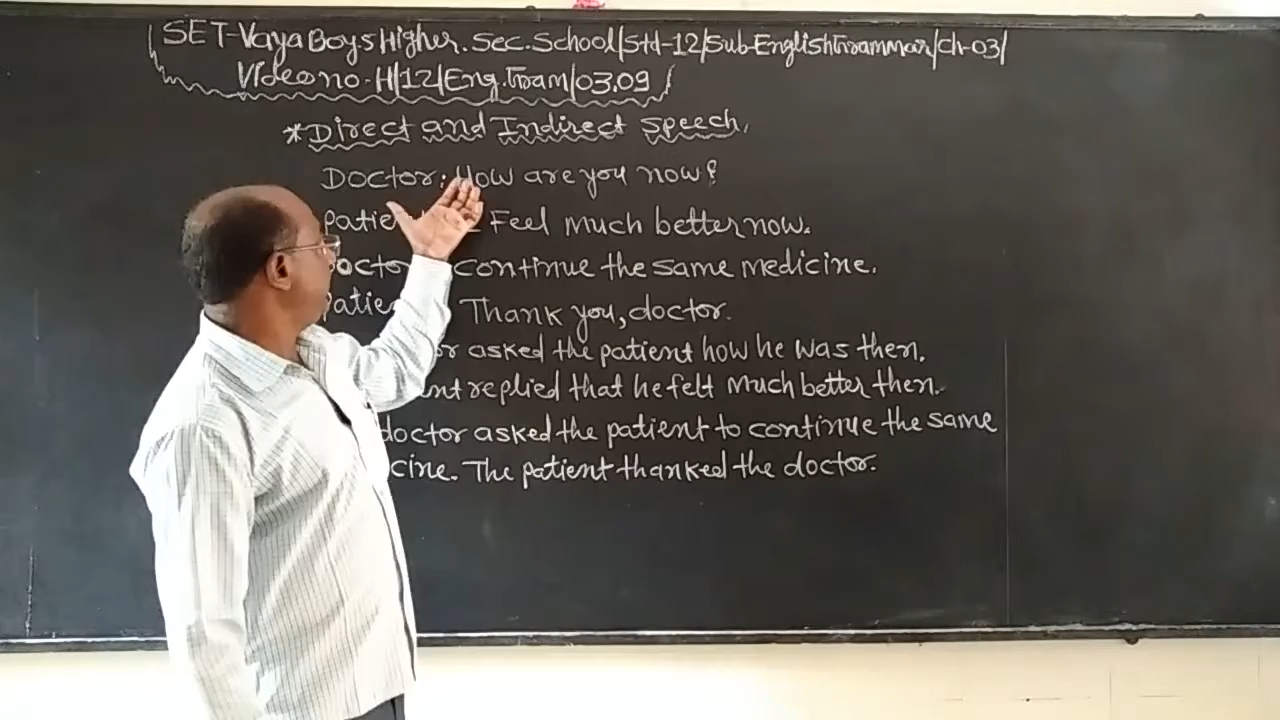 SET-Vaya Boys Higher. Sec. School/Std-12/Sub-English Grammar/Ch-03/
Video no-H/12/Eng.Gram/03.09
*Direct and Indirect Speech.
Doctor: How are you now?
Feel Much better now.
continue the same medicine.
Thank you, doctor.
asked the patient how he was then.
replied that he felt Much better then.
doctor asked the patient to continue the same
The patient thanked the doctor.